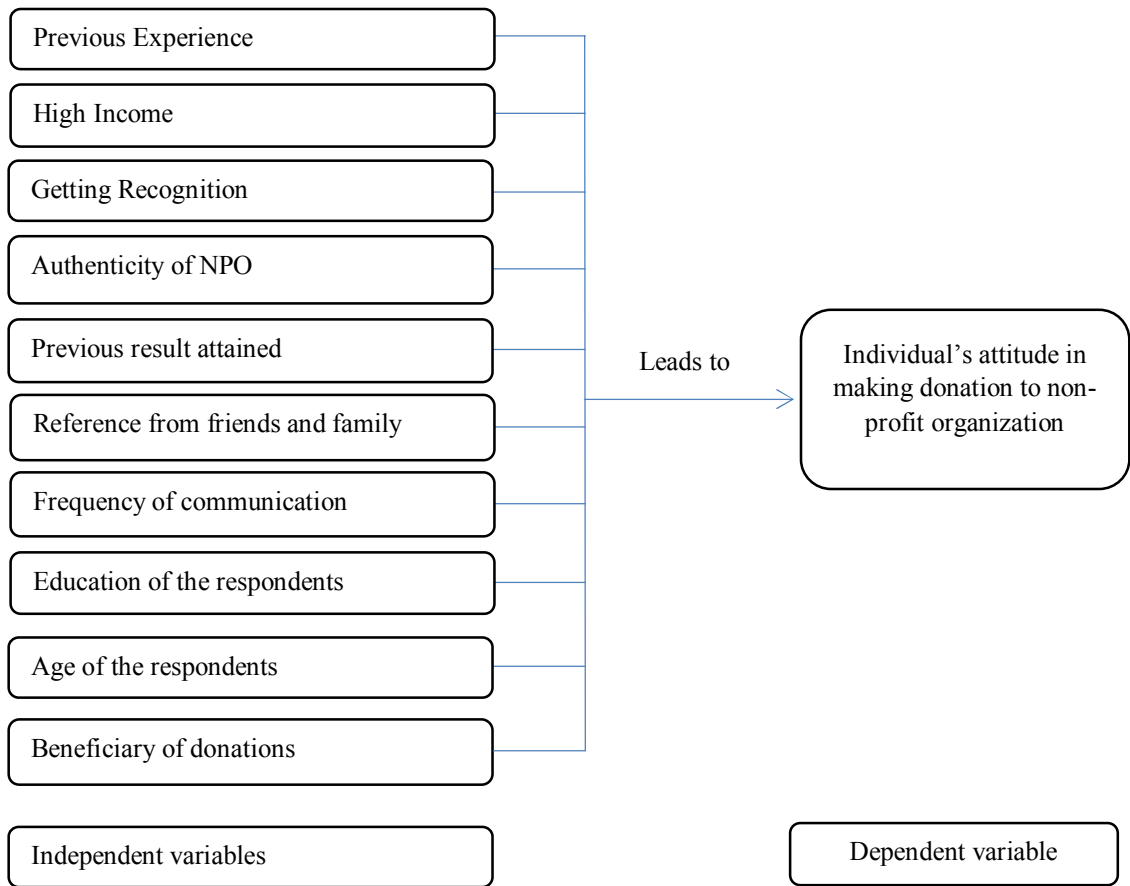 Previous Experience
High Income
Getting Recognition
Authenticity of NPO
Previous result attained
Reference from friends and family
Frequency of communication
Education of the respondents
Age of the respondents
Beneficiary of donations
Independent variables
Leads to
Individual’s attitude in
making donation to non-
profit organization
Dependent variable